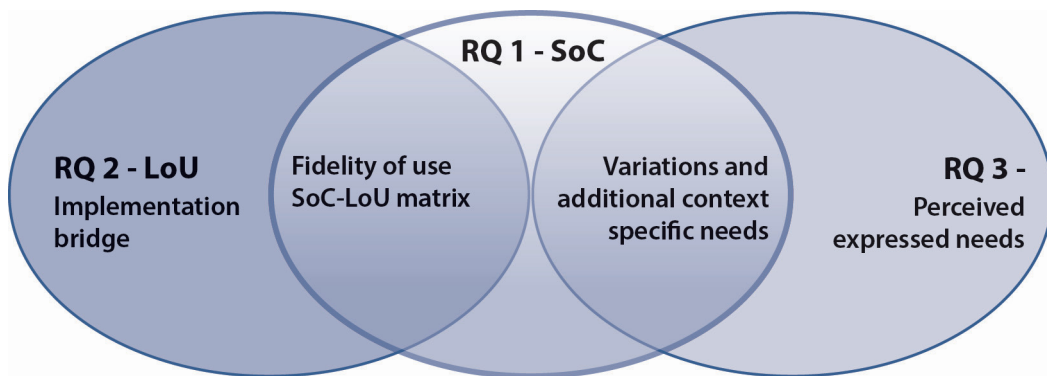 RQ 1 - SoC
RQ 2 - LoU
Implementation
bridge
Fidelity of use
SoC-LoU matrix
Variations and
additional context
specific needs
RQ 3 -
Perceived
expressed needs